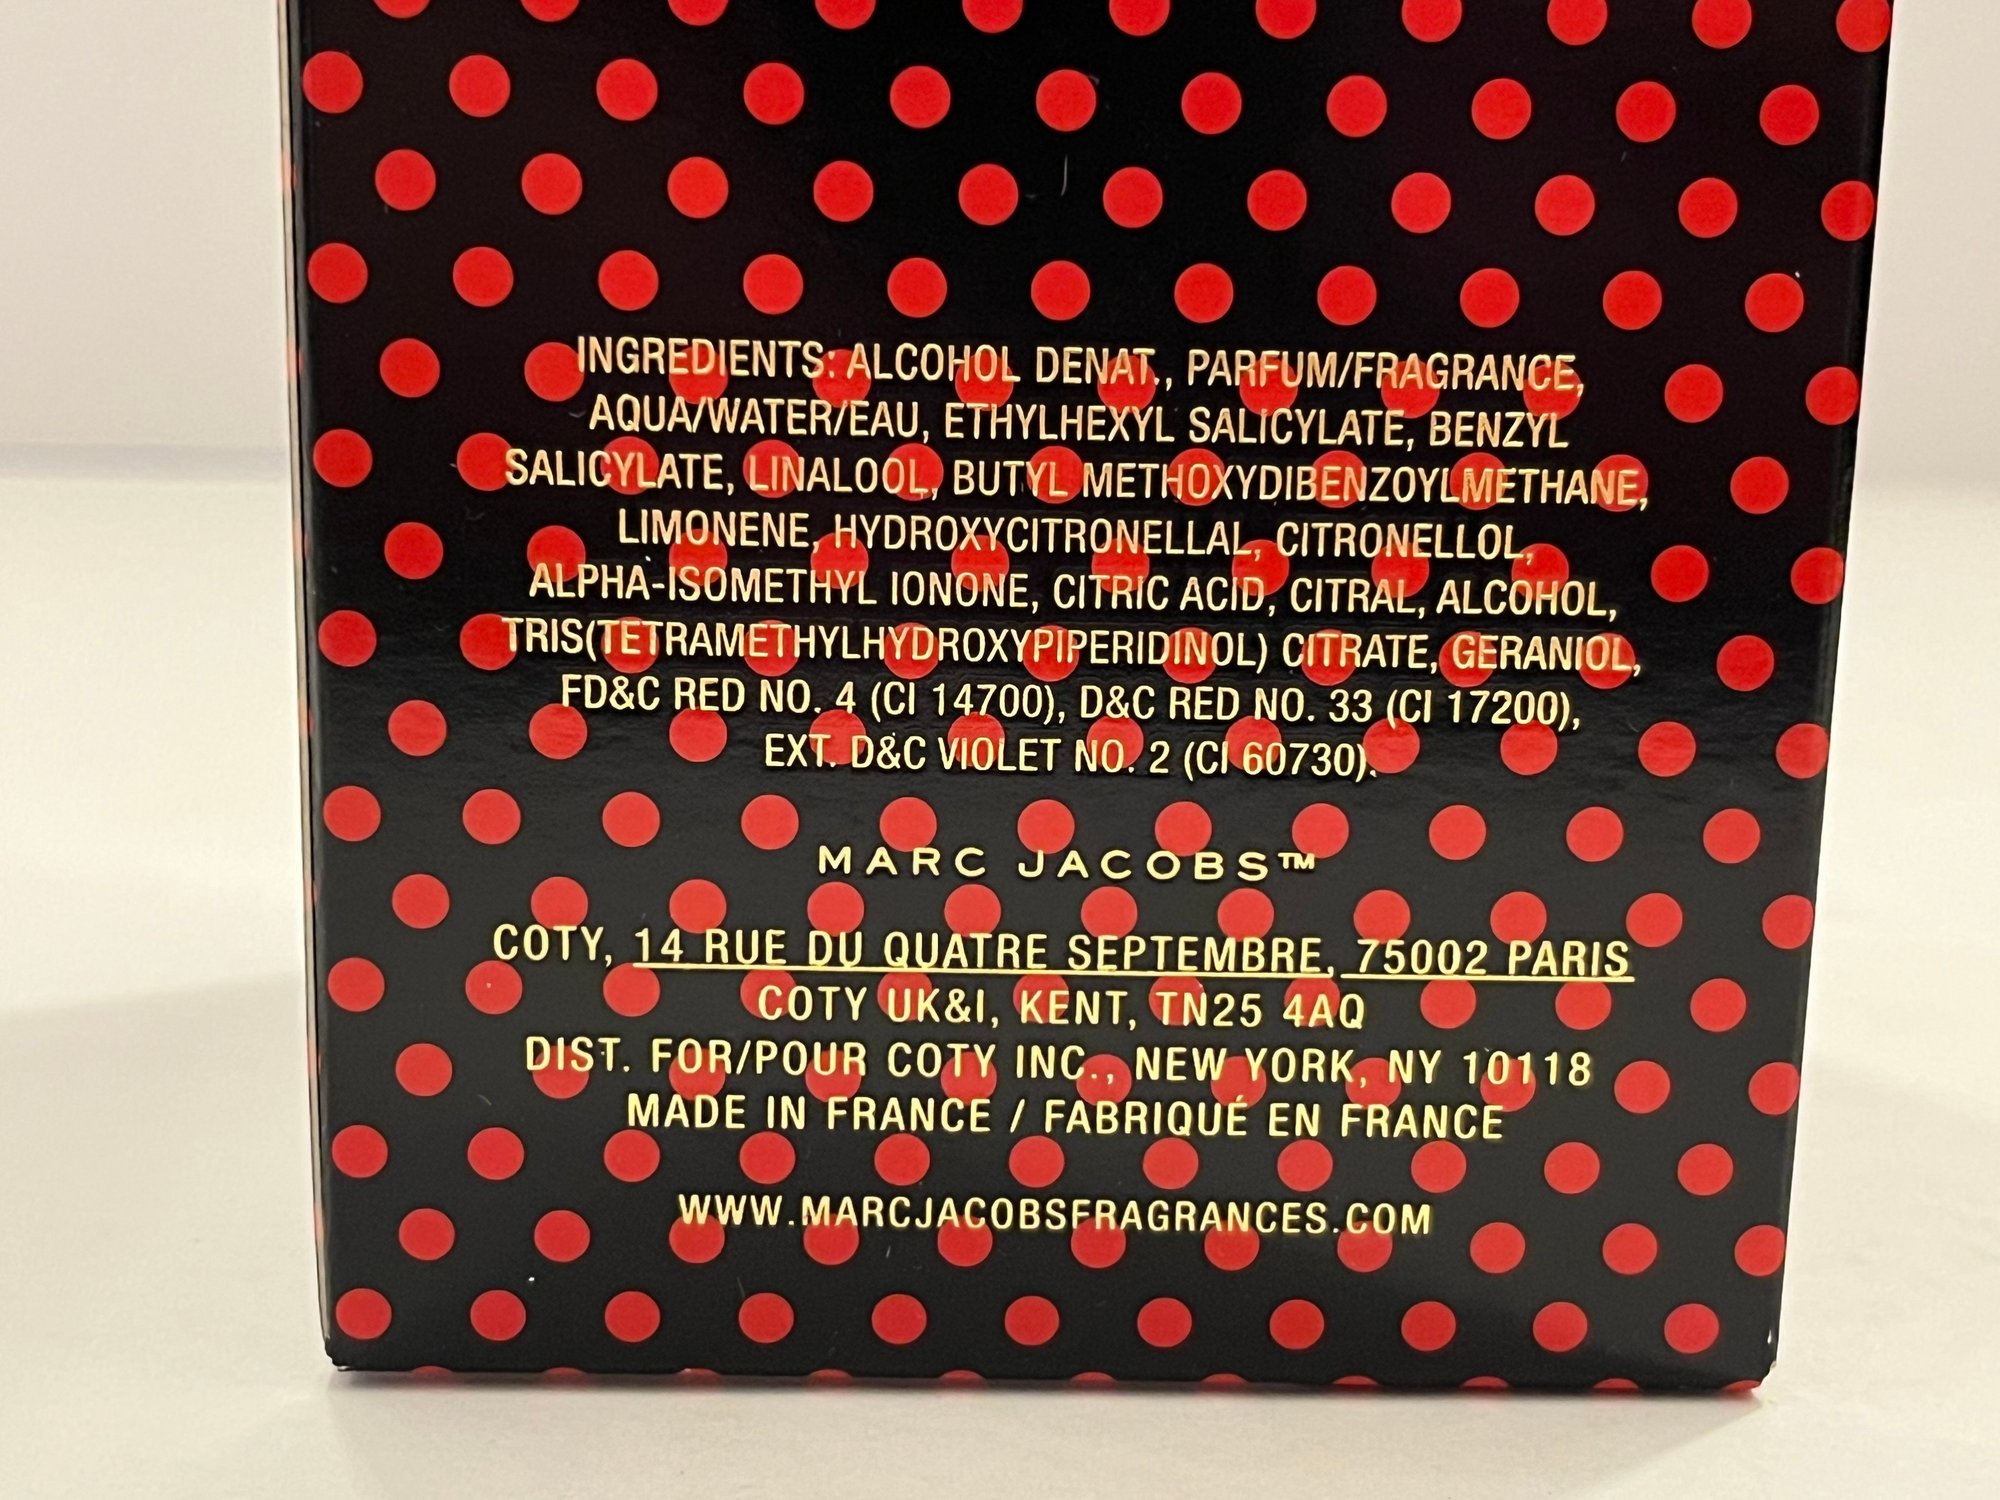 INGREDIENTS: ALCOHOL DENAT., PARFUM/FRAGRANCE,
AQUA/WATER/EAU, ETHYLHEXYL SALICYLATE, BENZYL
SALICYLATE, LINALOOL, BUTYL METHOXYDIBENZOYLMETHANE,
LIMONENE, HYDROXYCITRONELLAL, CITRONELLOL,
ALPHA-ISOMETHYL IONONE, CITRIC ACID, CITRAL, ALCOHOL,
TRIS(TETRAMETHYLHYDROXYPIPERIDINOL) CITRATE, GERANIOL,
FD&C RED NO. 4 (CI 14700), D&C RED NO. 33 (CI 17200),
EXT. D&C VIOLET NO. 2 (CI 60730).
MARC JACOBS™
COTY, 14 RUE DU QUATRE SEPTEMBRE, 75002 PARIS
COTY UK&I, KENT, TN25 4AQ
DIST. FOR/POUR COTY INC., NEW YORK, NY 10118
MADE IN FRANCE / FABRIQUÉ EN FRANCE
WWW.MARCJACOBSFRAGRANCES.COM